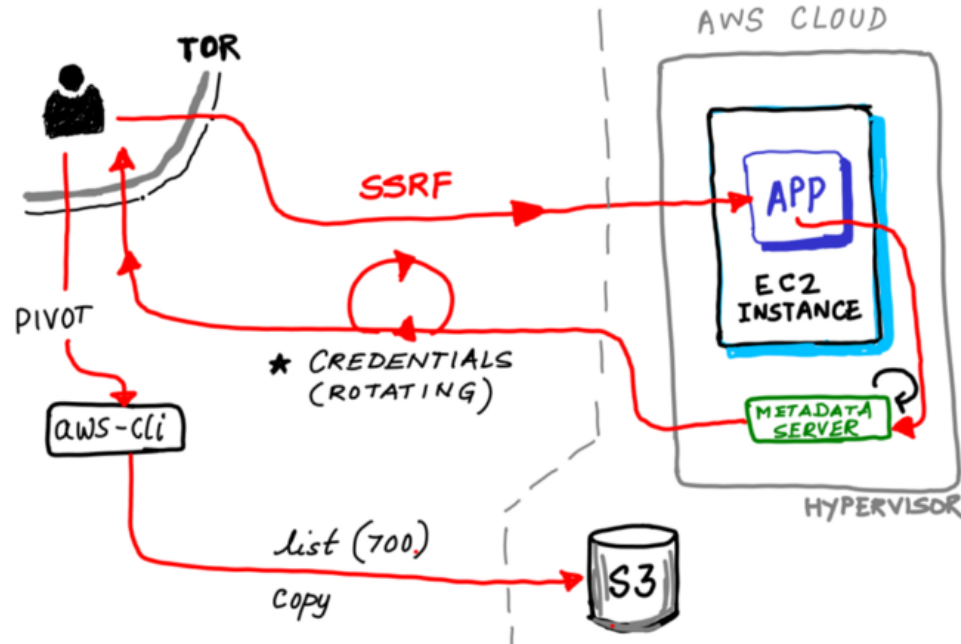 AWS CLOUD
TOR
SSRF
APP
EC2
INSTANCE
PIVOT
* CREDENTIALS
(ROTATING)
METADATA
SERVER
aws-cli
HYPERVISOR
list (700)
copy
S3